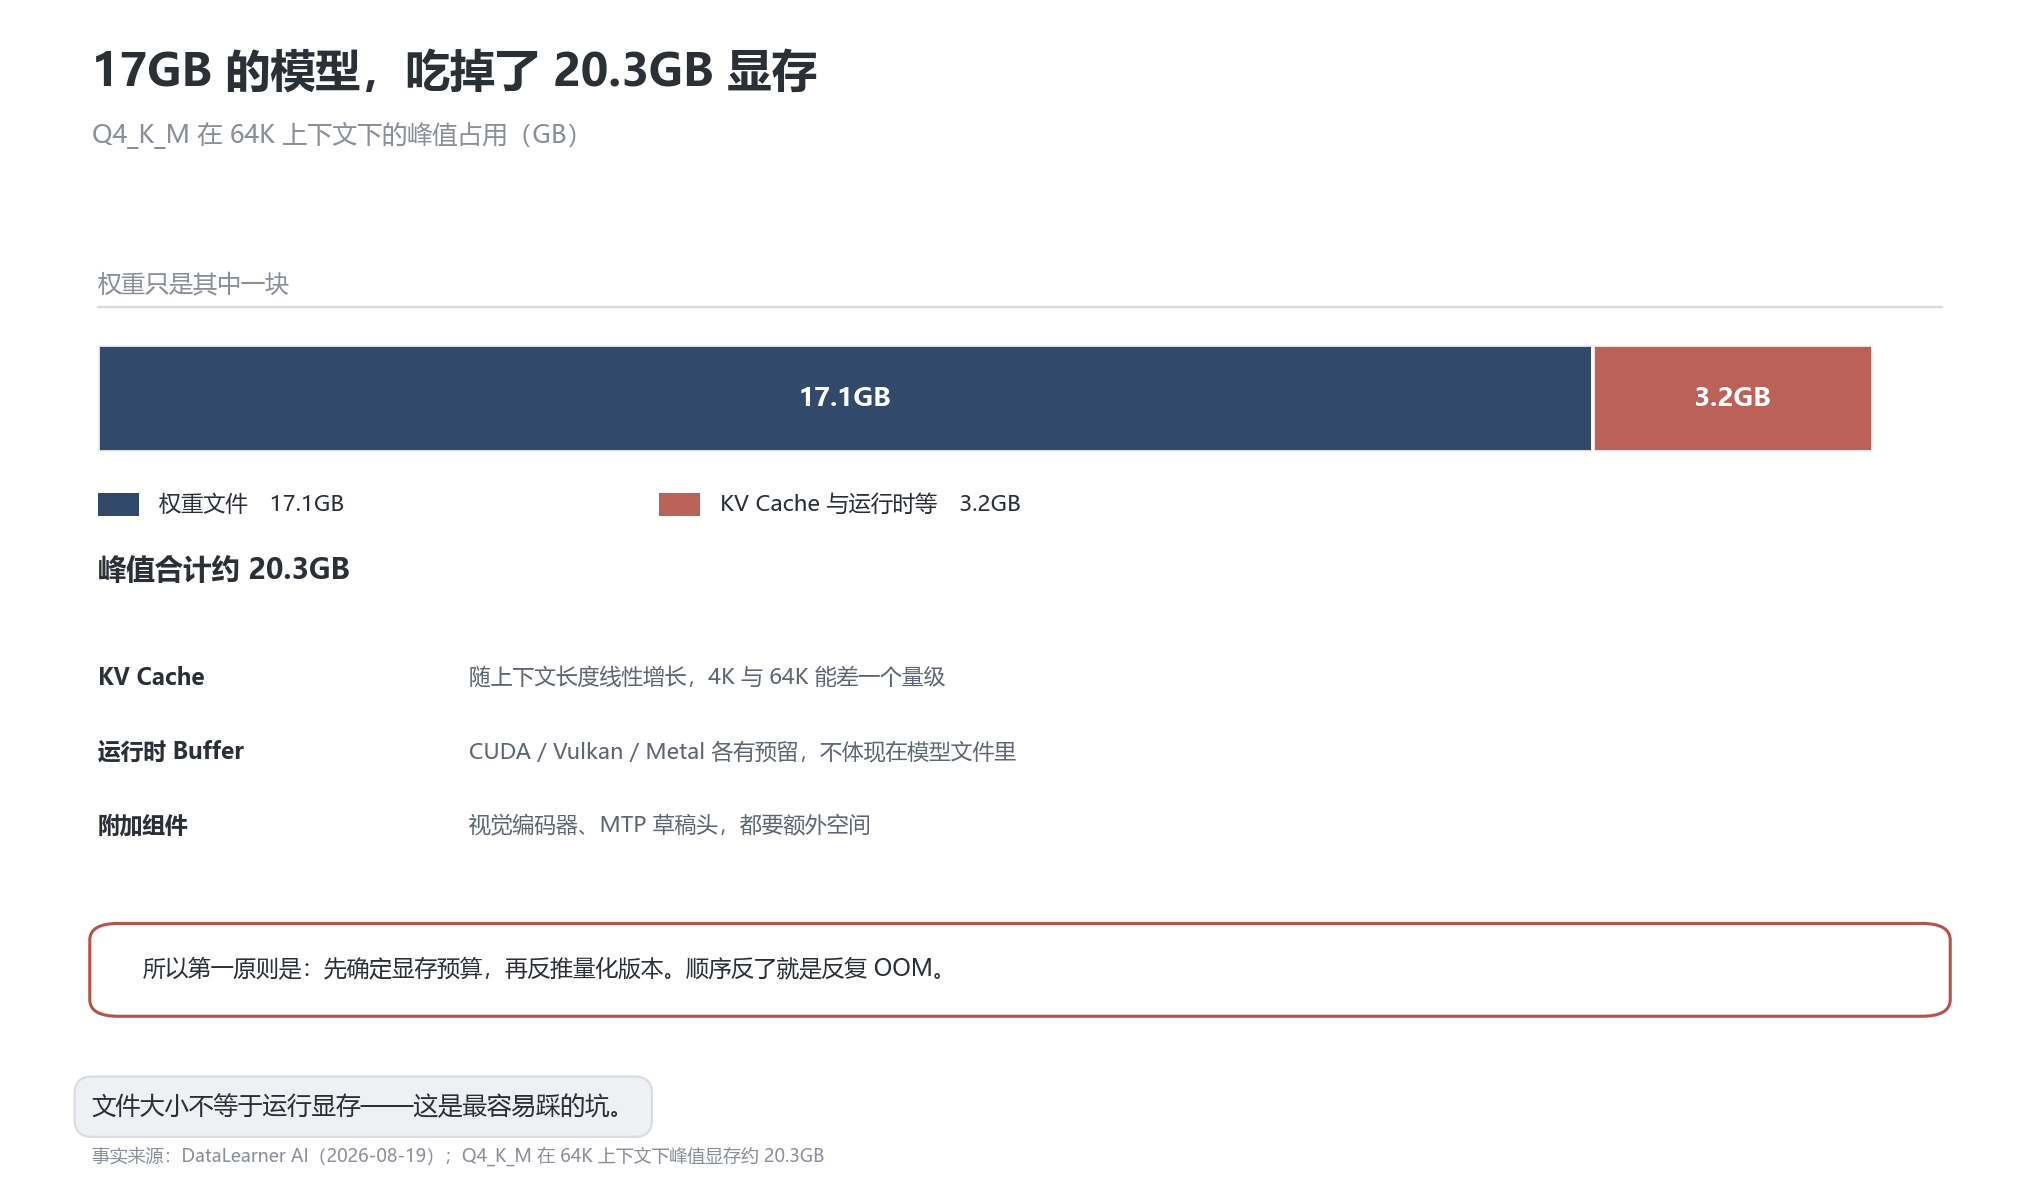 17GB 的模型，吃掉了 20.3GB 显存
Q4_K_M 在 64K 上下文下的峰值占用（GB）
权重只是其中一块
17.1GB
3.2GB
权重文件 17.1GB
KV Cache 与运行时等 3.2GB
峰值合计约 20.3GB
KV Cache 随上下文长度线性增长，4K 与 64K 能差一个量级
运行时 Buffer CUDA / Vulkan / Metal 各有预留，不体现在模型文件里
附加组件 视觉编码器、MTP 草稿头，都要额外空间
所以第一原则是：先确定显存预算，再反推量化版本。顺序反了就是反复 OOM。
文件大小不等于运行显存——这是最容易踩的坑。
事实来源：DataLearner AI（2026-08-19）；Q4_K_M 在 64K 上下文下峰值显存约 20.3GB